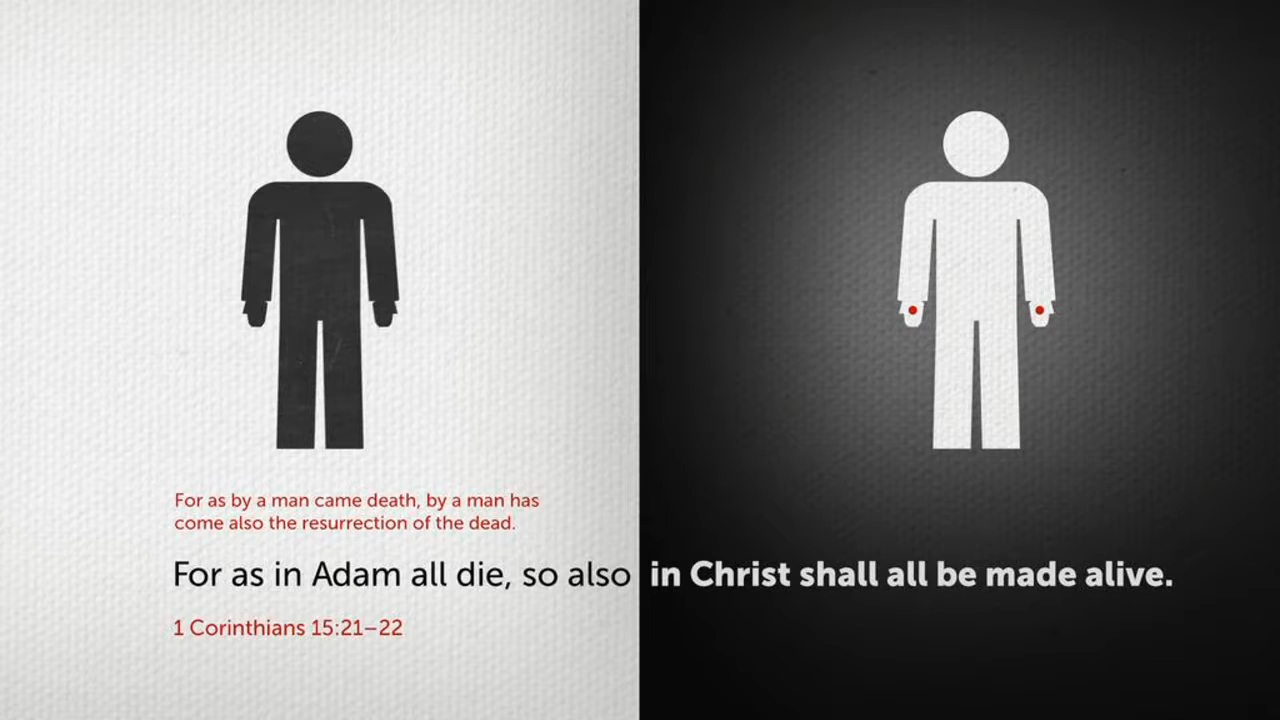 For as by a man came death, by a man has
come also the resurrection of the dead.
For as in Adam all die, so also in Christ shall all be made alive.
1 Corinthians 15:21–22